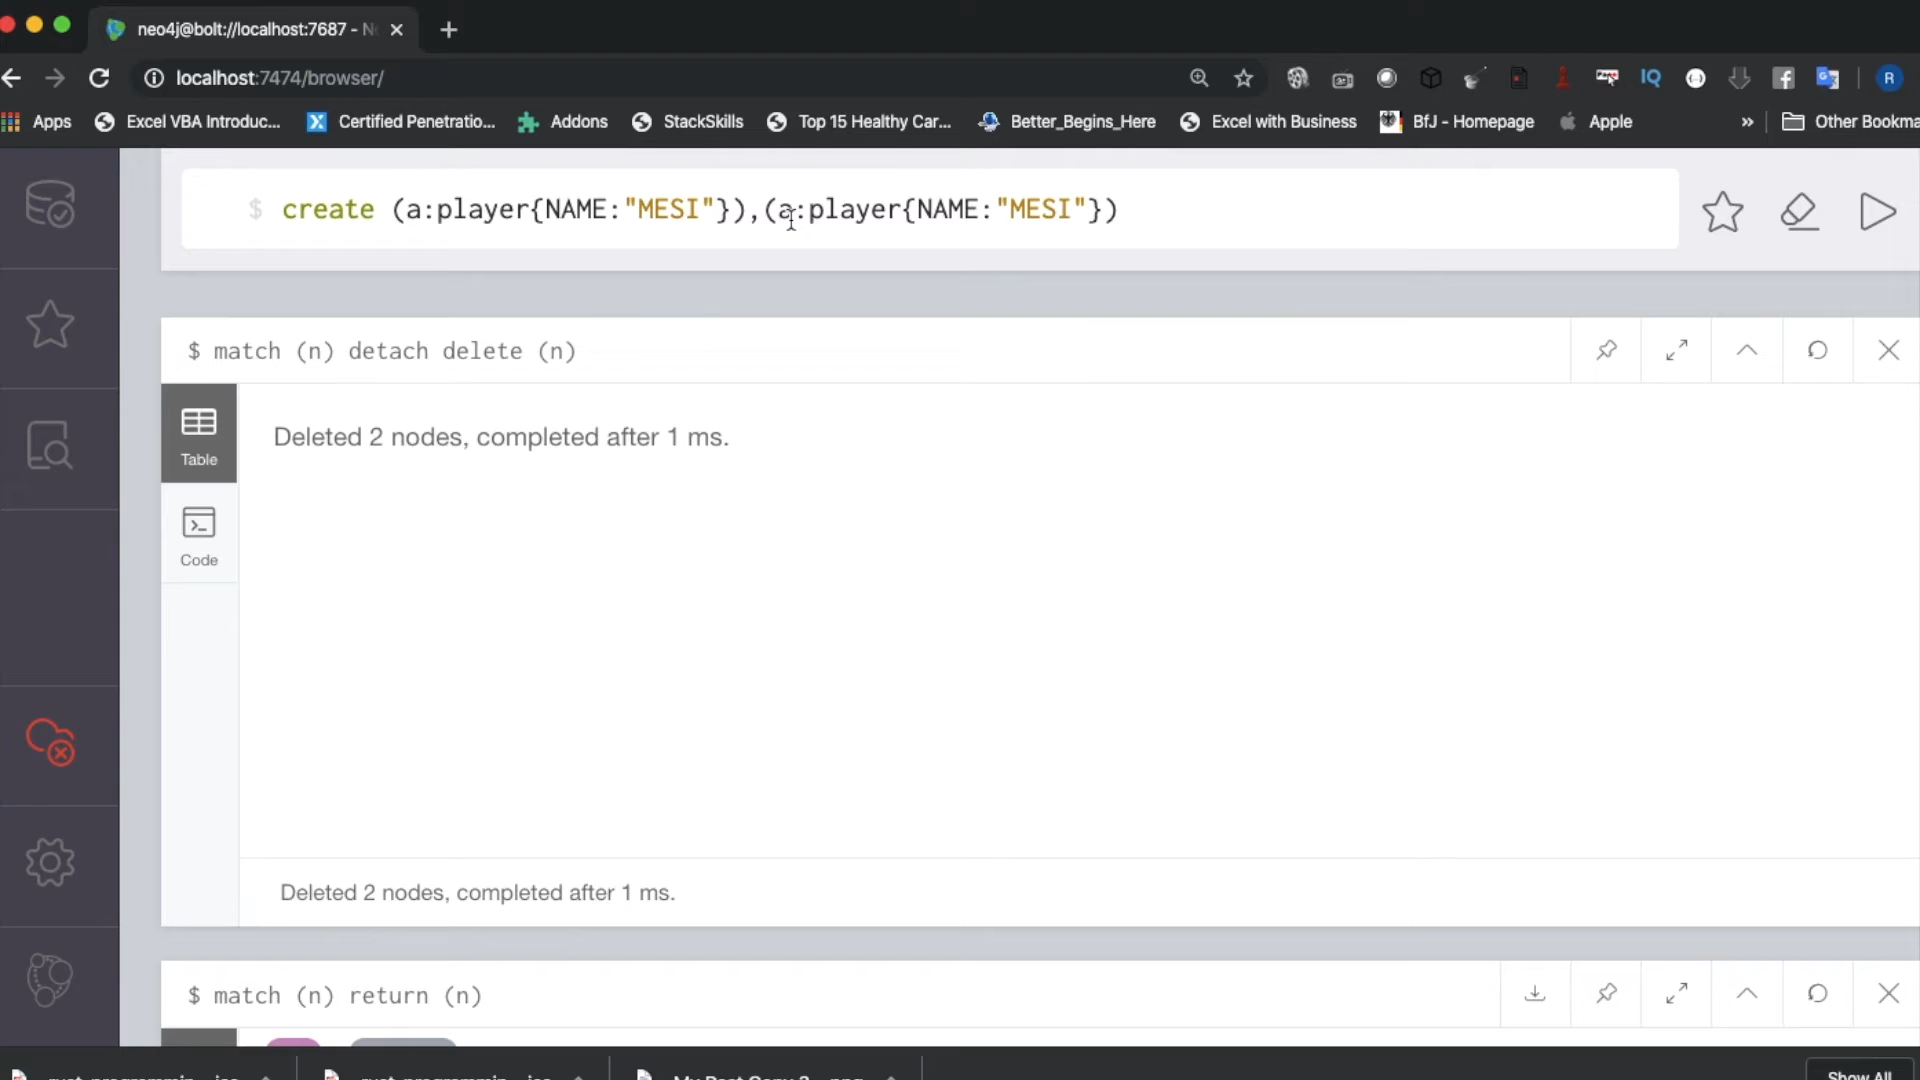 neo4j@bolt://localhost:7687 - N
localhost:7474/browser/
Apps Excel VBA Introduc... Certified Penetratio... Addons StackSkills Top 15 Healthy Car... Better_Begins_Here Excel with Business BfJ - Homepage Apple » Other Bookma
$ create (a:player{NAME:"MESI"}),(a:player{NAME:"MESI"})
$ match (n) detach delete (n)
Table
Deleted 2 nodes, completed after 1 ms.
Code
Deleted 2 nodes, completed after 1 ms.
$ match (n) return (n)
Show All